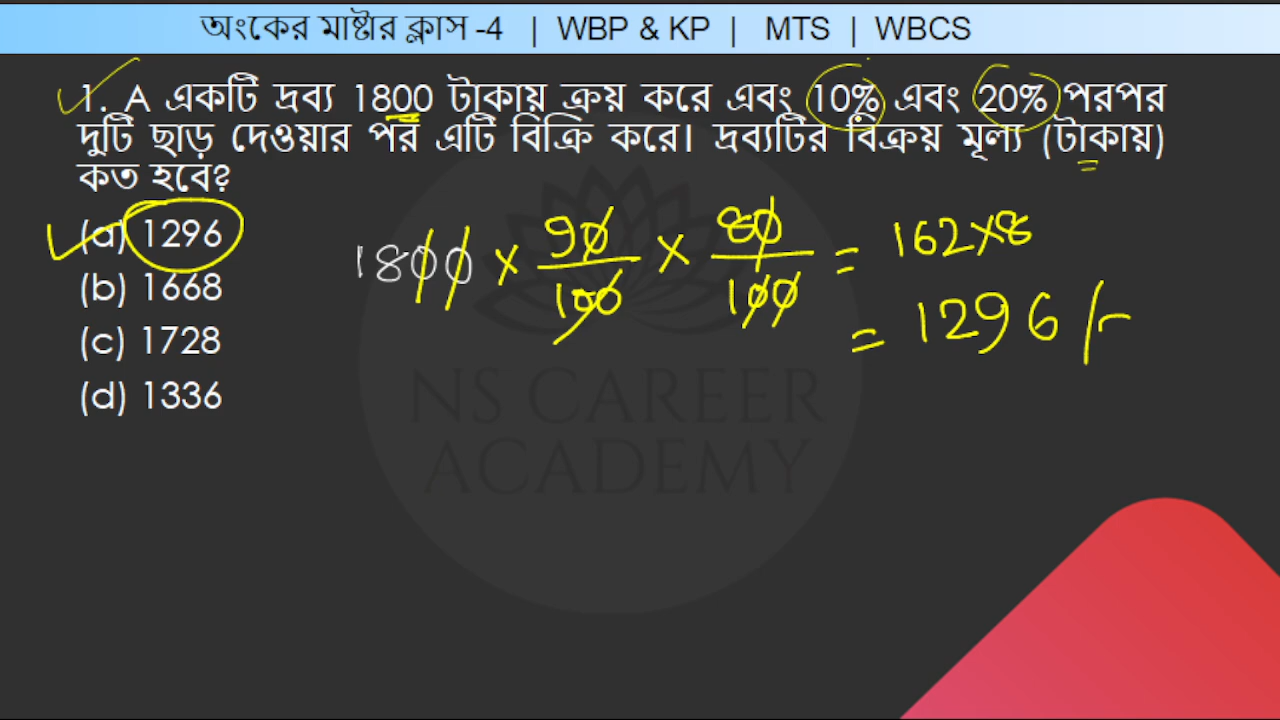 অংকের মাষ্টার ক্লাস -4 | WBP & KP | MTS | WBCS
1. A একটি দ্রব্য 1800 টাকায় ক্রয় করে এবং 10% এবং 20% পরপর
দুটি ছাড় দেওয়ার পর এটি বিক্রি করে। দ্রব্যটির বিক্রয় মূল্য (টাকায়)
কত হবে?
(a) 1296
(b) 1668
(c) 1728
(d) 1336
1800 × 90/100 × 80/100 = 162×8
= 1296/-
NS CAREER
ACADEMY